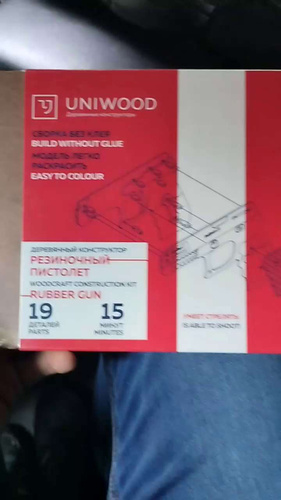 UNIWOOD
Деревянные конструкторы
СБОРКА БЕЗ КЛЕЯ
BUILD WITHOUT GLUE
МОДЕЛЬ ЛЕГКО
РАСКРАСИТЬ
EASY TO COLOUR
ДЕРЕВЯННЫЙ КОНСТРУКТОР
РЕЗИНОЧНЫЙ
ПИСТОЛЕТ
WOODCRAFT CONSTRUCTION KIT
RUBBER GUN
19
ДЕТАЛЕЙ
PARTS
15
МИНУТ
MINUTES
УМЕЕТ СТРЕЛЯТЬ
IS ABLE TO SHOOT!